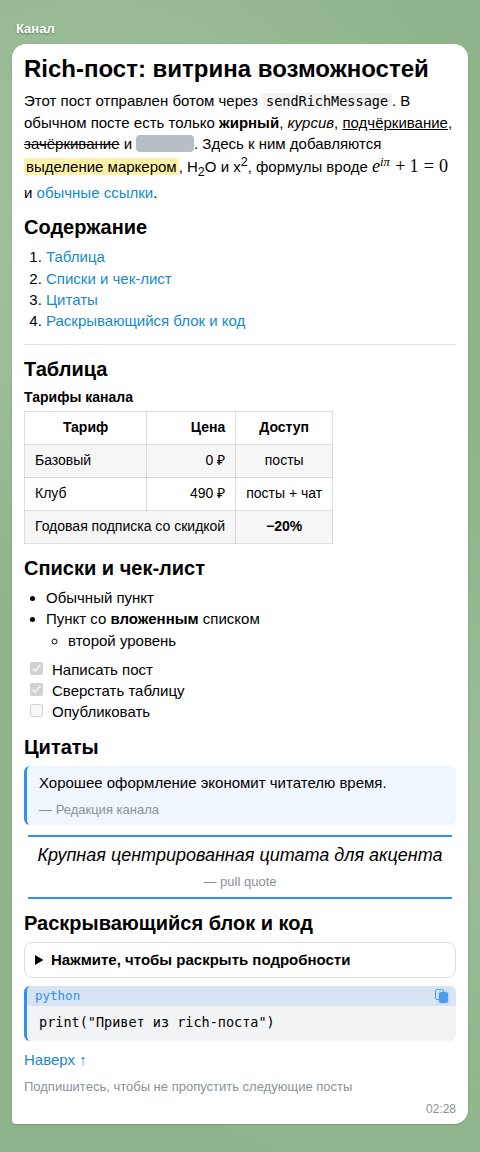 Канал
Rich-пост: витрина возможностей
Этот пост отправлен ботом через sendRichMessage. В
обычном посте есть только жирный, курсив, подчёркивание,
зачёркивание и . Здесь к ним добавляются
выделение маркером, H₂O и x², формулы вроде e^{iπ} + 1 = 0
и обычные ссылки.
Содержание
1. Таблица
2. Списки и чек-лист
3. Цитаты
4. Раскрывающийся блок и код
Таблица
Тарифы канала
Тариф Цена Доступ
Базовый 0 ₽ посты
Клуб 490 ₽ посты + чат
Годовая подписка со скидкой −20%
Списки и чек-лист
• Обычный пункт
• Пункт со вложенным списком
◦ второй уровень
Написать пост
Сверстать таблицу
Опубликовать
Цитаты
Хорошее оформление экономит читателю время.
— Редакция канала
Крупная центрированная цитата для акцента
— pull quote
Раскрывающийся блок и код
▶ Нажмите, чтобы раскрыть подробности
python
print("Привет из rich-поста")
Наверх ↑
Подпишитесь, чтобы не пропустить следующие посты
02:28